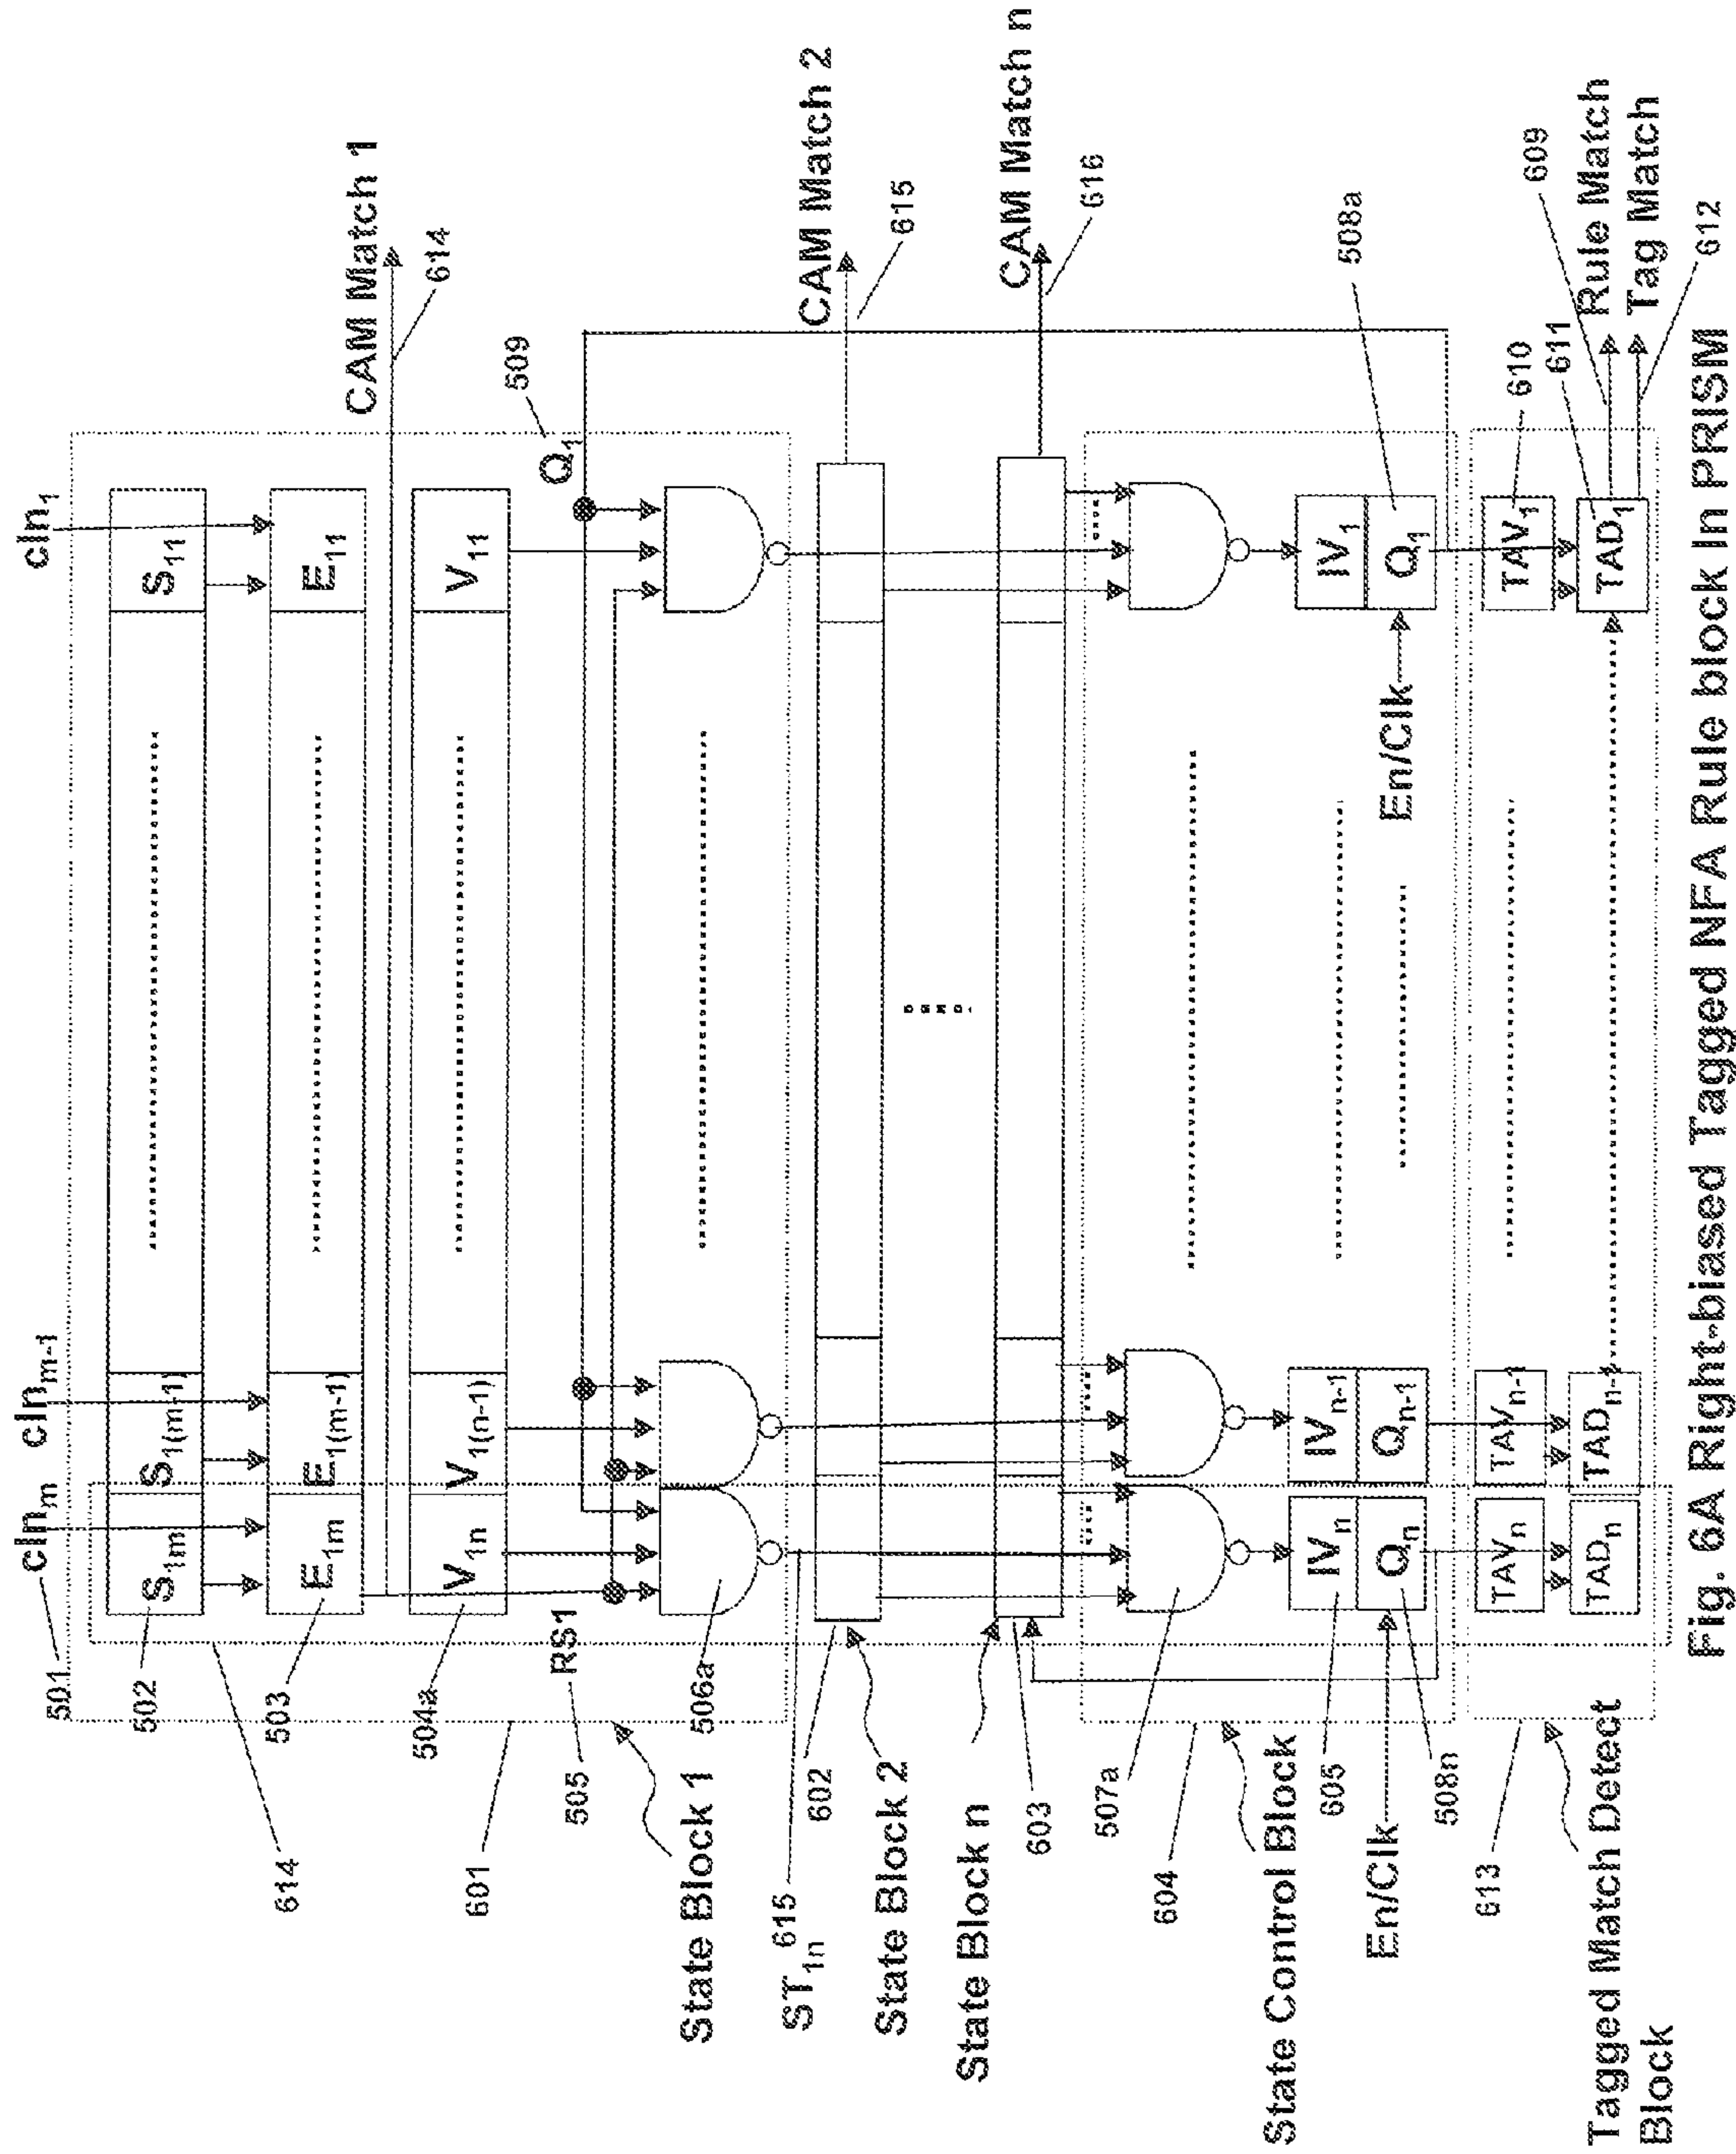 cIn₁
cInₘ₋₁
cInₘ
501
502
S₁ₘ
S₁₍ₘ₋₁₎
S₁₁
503
E₁ₘ
E₁₍ₘ₋₁₎
E₁₁
614
CAM Match 1
614
504a
V₁ₙ
V₁₍ₙ₋₁₎
V₁₁
601
505
RS1
Q₁
509
506a
State Block 1
ST₁ₙ
615
602
CAM Match 2
615
State Block 2
State Block n
603
CAM Match n
616
507a
604
State Control Block
605
IVₙ
IVₙ₋₁
IV₁
En/Clk
Qₙ
Qₙ₋₁
En/Clk
Q₁
508a
508n
613
TAVₙ
TAVₙ₋₁
TAV₁
610
Tagged Match Detect
Block
TADₙ
TADₙ₋₁
TAD₁
611
Rule Match
609
Tag Match
612
Fig. 6A Right-biased Tagged NFA Rule block In PRISM